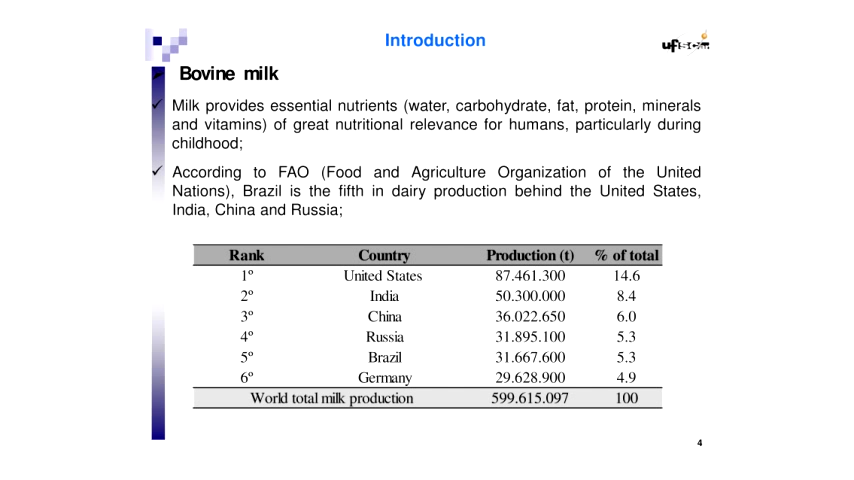 Introduction
Bovine milk
Milk provides essential nutrients (water, carbohydrate, fat, protein, minerals
and vitamins) of great nutritional relevance for humans, particularly during
childhood;
According to FAO (Food and Agriculture Organization of the United
Nations), Brazil is the fifth in dairy production behind the United States,
India, China and Russia;
Rank Country Production (t) % of total
1º United States 87.461.300 14.6
2º India 50.300.000 8.4
3º China 36.022.650 6.0
4º Russia 31.895.100 5.3
5º Brazil 31.667.600 5.3
6º Germany 29.628.900 4.9
World total milk production 599.615.097 100
4